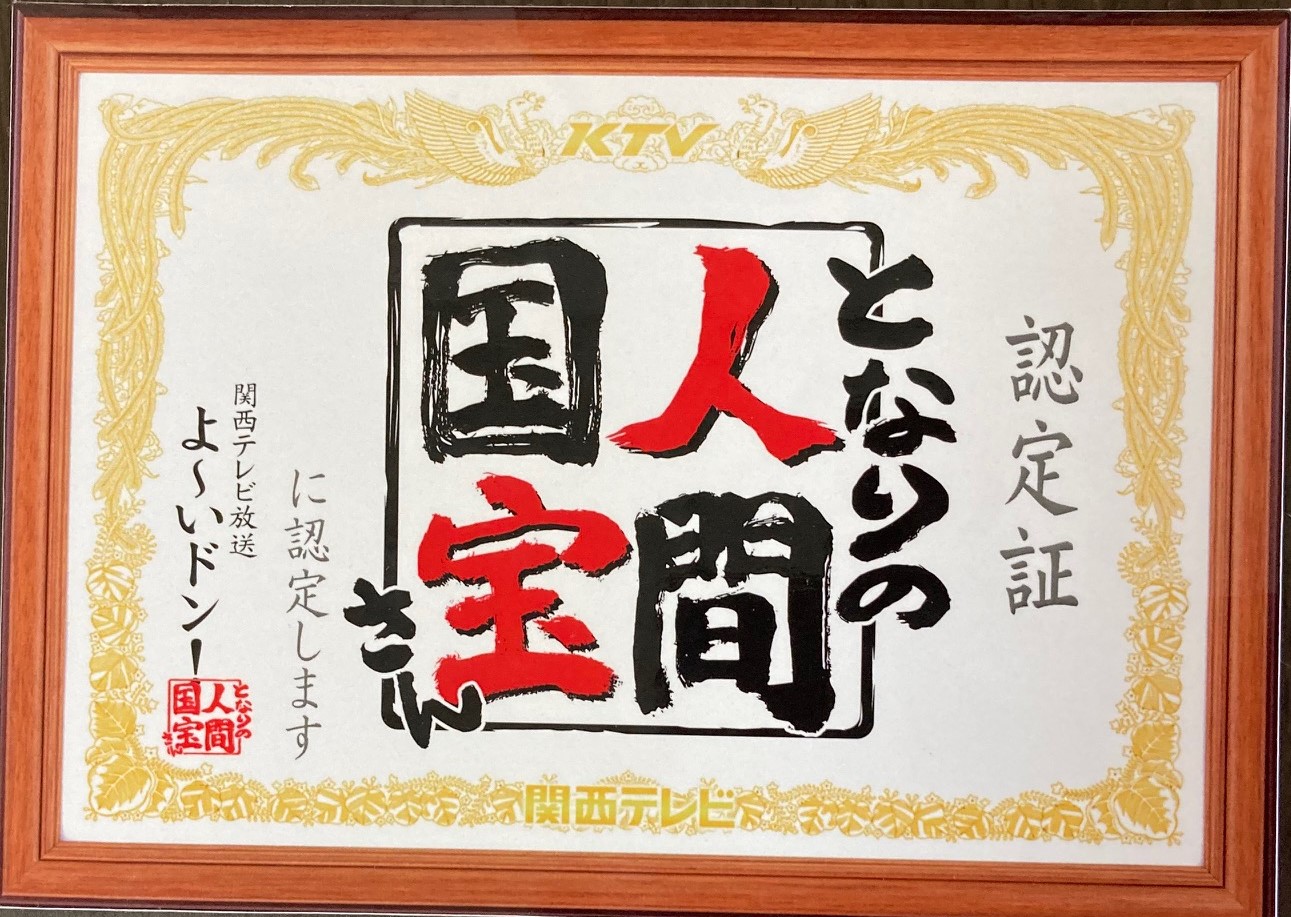 KTV
認定証
となりの
人間
国宝
さん
に認定します
関西テレビ放送
よ〜いドン！
となりの
人間
国宝
さん
関西テレビ